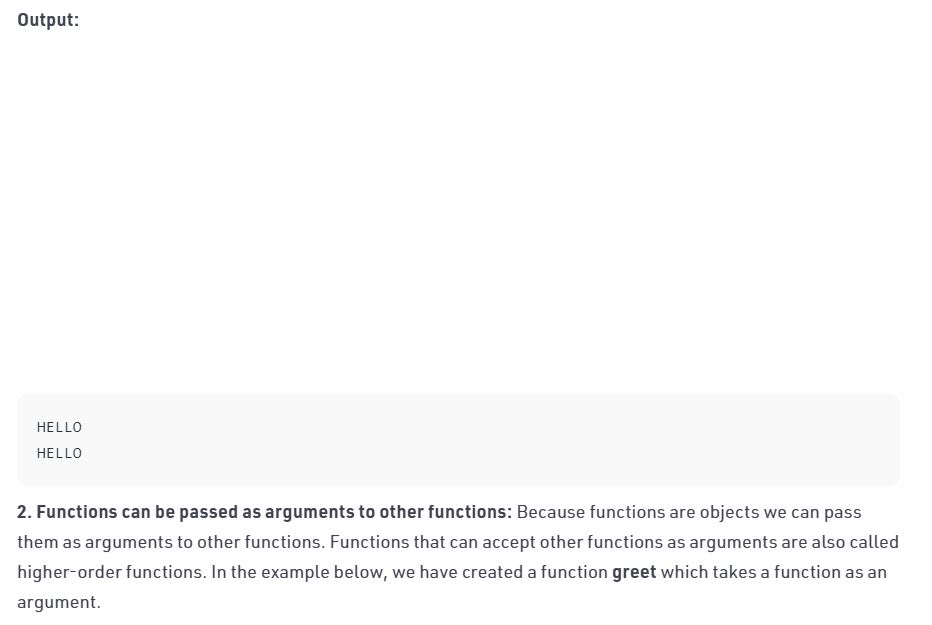 Output:
HELLO
HELLO
2. Functions can be passed as arguments to other functions: Because functions are objects we can pass
them as arguments to other functions. Functions that can accept other functions as arguments are also called
higher-order functions. In the example below, we have created a function greet which takes a function as an
argument.